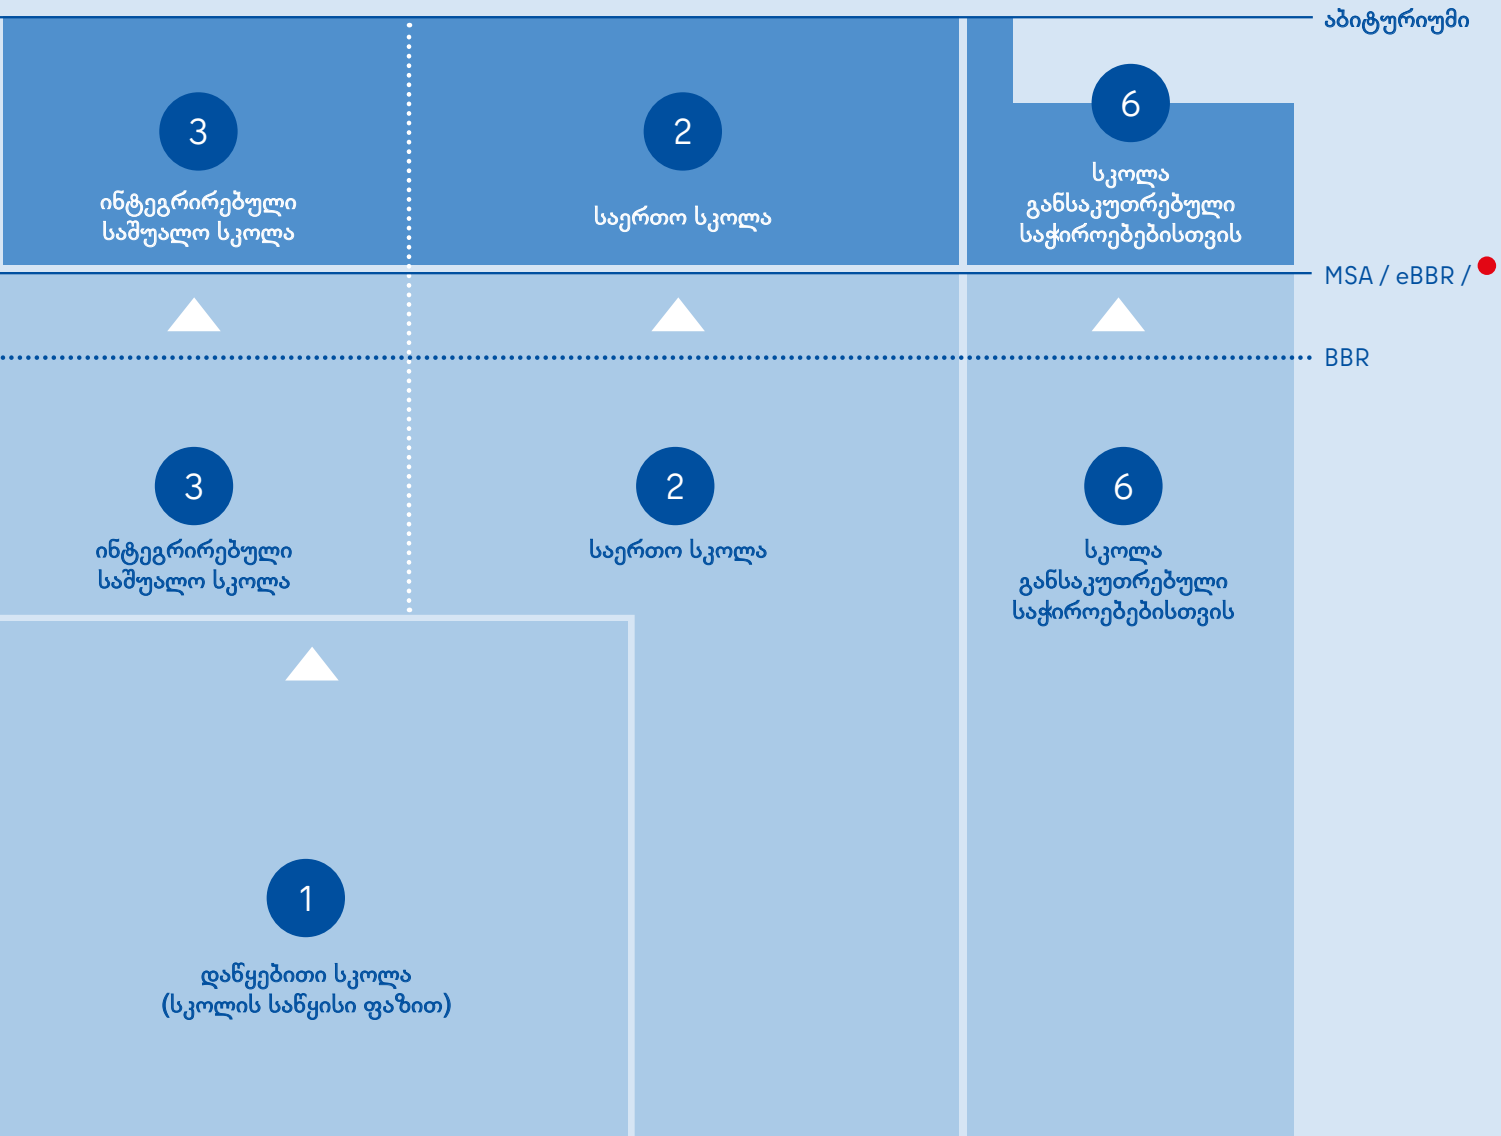 აბიტურიუმი
3
ინტეგრირებული
საშუალო სკოლა
2
საერთო სკოლა
6
სკოლა
განსაკუთრებული
საჭიროებებისთვის
MSA / eBBR /
BBR
3
ინტეგრირებული
საშუალო სკოლა
2
საერთო სკოლა
6
სკოლა
განსაკუთრებული
საჭიროებებისთვის
1
დაწყებითი სკოლა
(სკოლის საწყისი ფაზით)